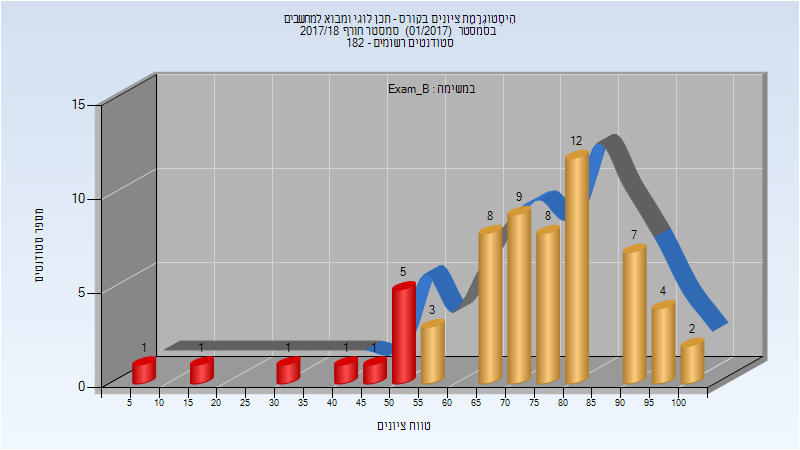 היסטוגרמת ציונים בקורס - תכן לוגי ומבוא למחשבים
בסמסטר (01/2017) סמסטר חורף 2017/18
סטודנטים רשומים - 182
במשימה : Exam_B
מספר סטודנטים
15
10
5
0
1
1
1
1
1
5
3
8
9
8
12
7
4
2
5 10 15 20 25 30 35 40 45 50 55 60 65 70 75 80 85 90 95 100
טווח ציונים